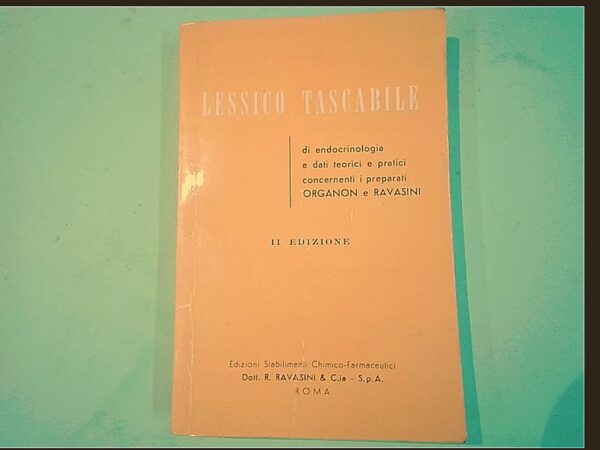 LESSICO TASCABILE
di endocrinologia
e dati teorici e pratici
concernenti i preparati
ORGANON e RAVASINI
II EDIZIONE
Edizioni Stabilimenti Chimico-Farmaceutici
Dott. R. RAVASINI & C.ia - S.p.A.
ROMA